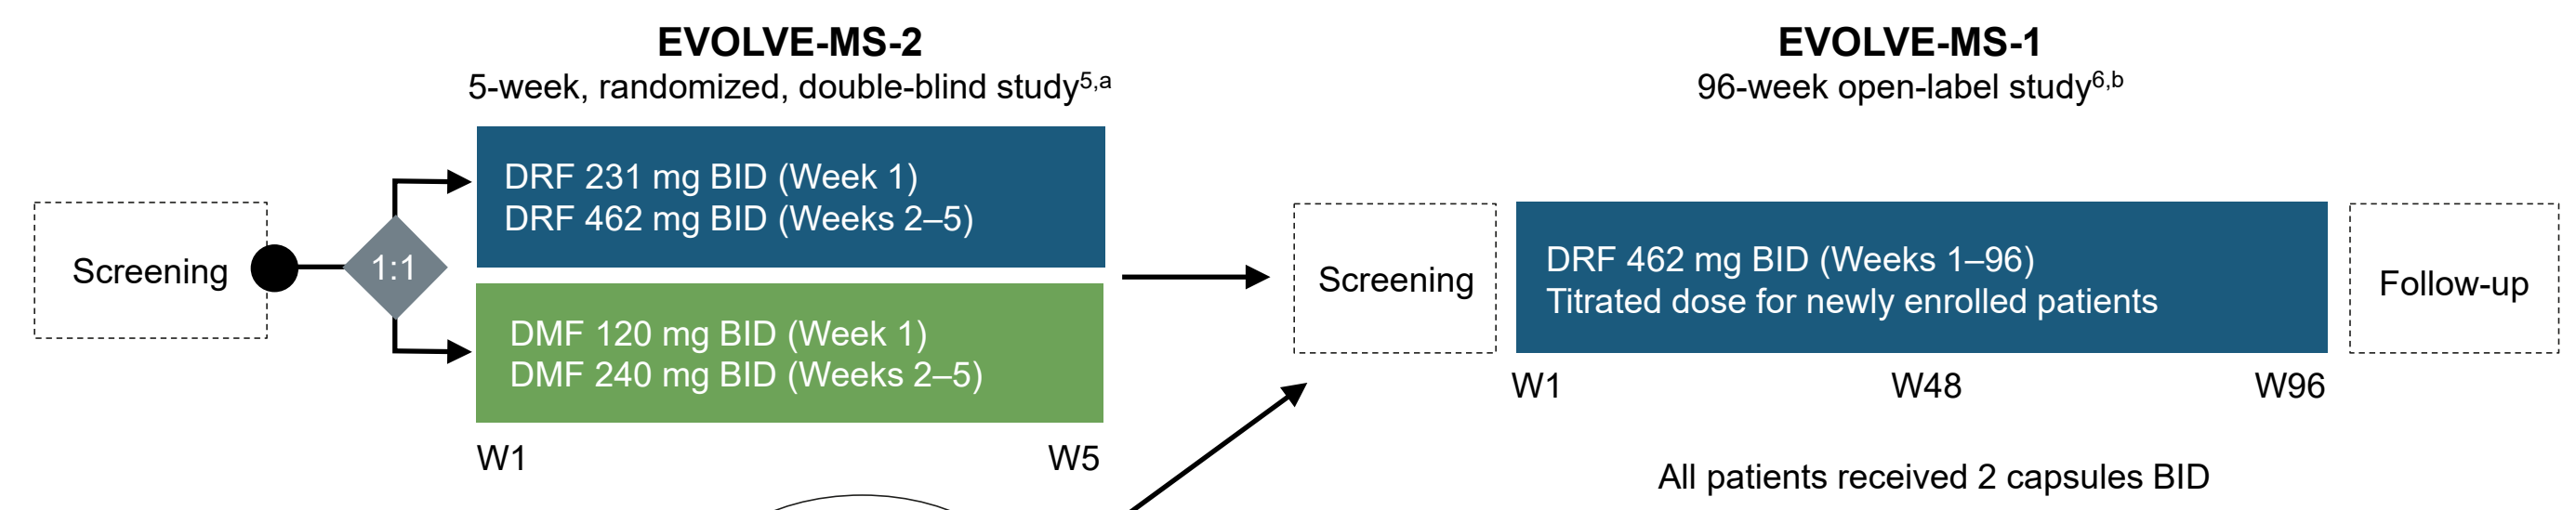 EVOLVE-MS-2
5-week, randomized, double-blind study5,a
Screening
1:1
DRF 231 mg BID (Week 1)
DRF 462 mg BID (Weeks 2–5)
DMF 120 mg BID (Week 1)
DMF 240 mg BID (Weeks 2–5)
W1
W5
EVOLVE-MS-1
96-week open-label study6,b
Screening
DRF 462 mg BID (Weeks 1–96)
Titrated dose for newly enrolled patients
Follow-up
W1
W48
W96
All patients received 2 capsules BID